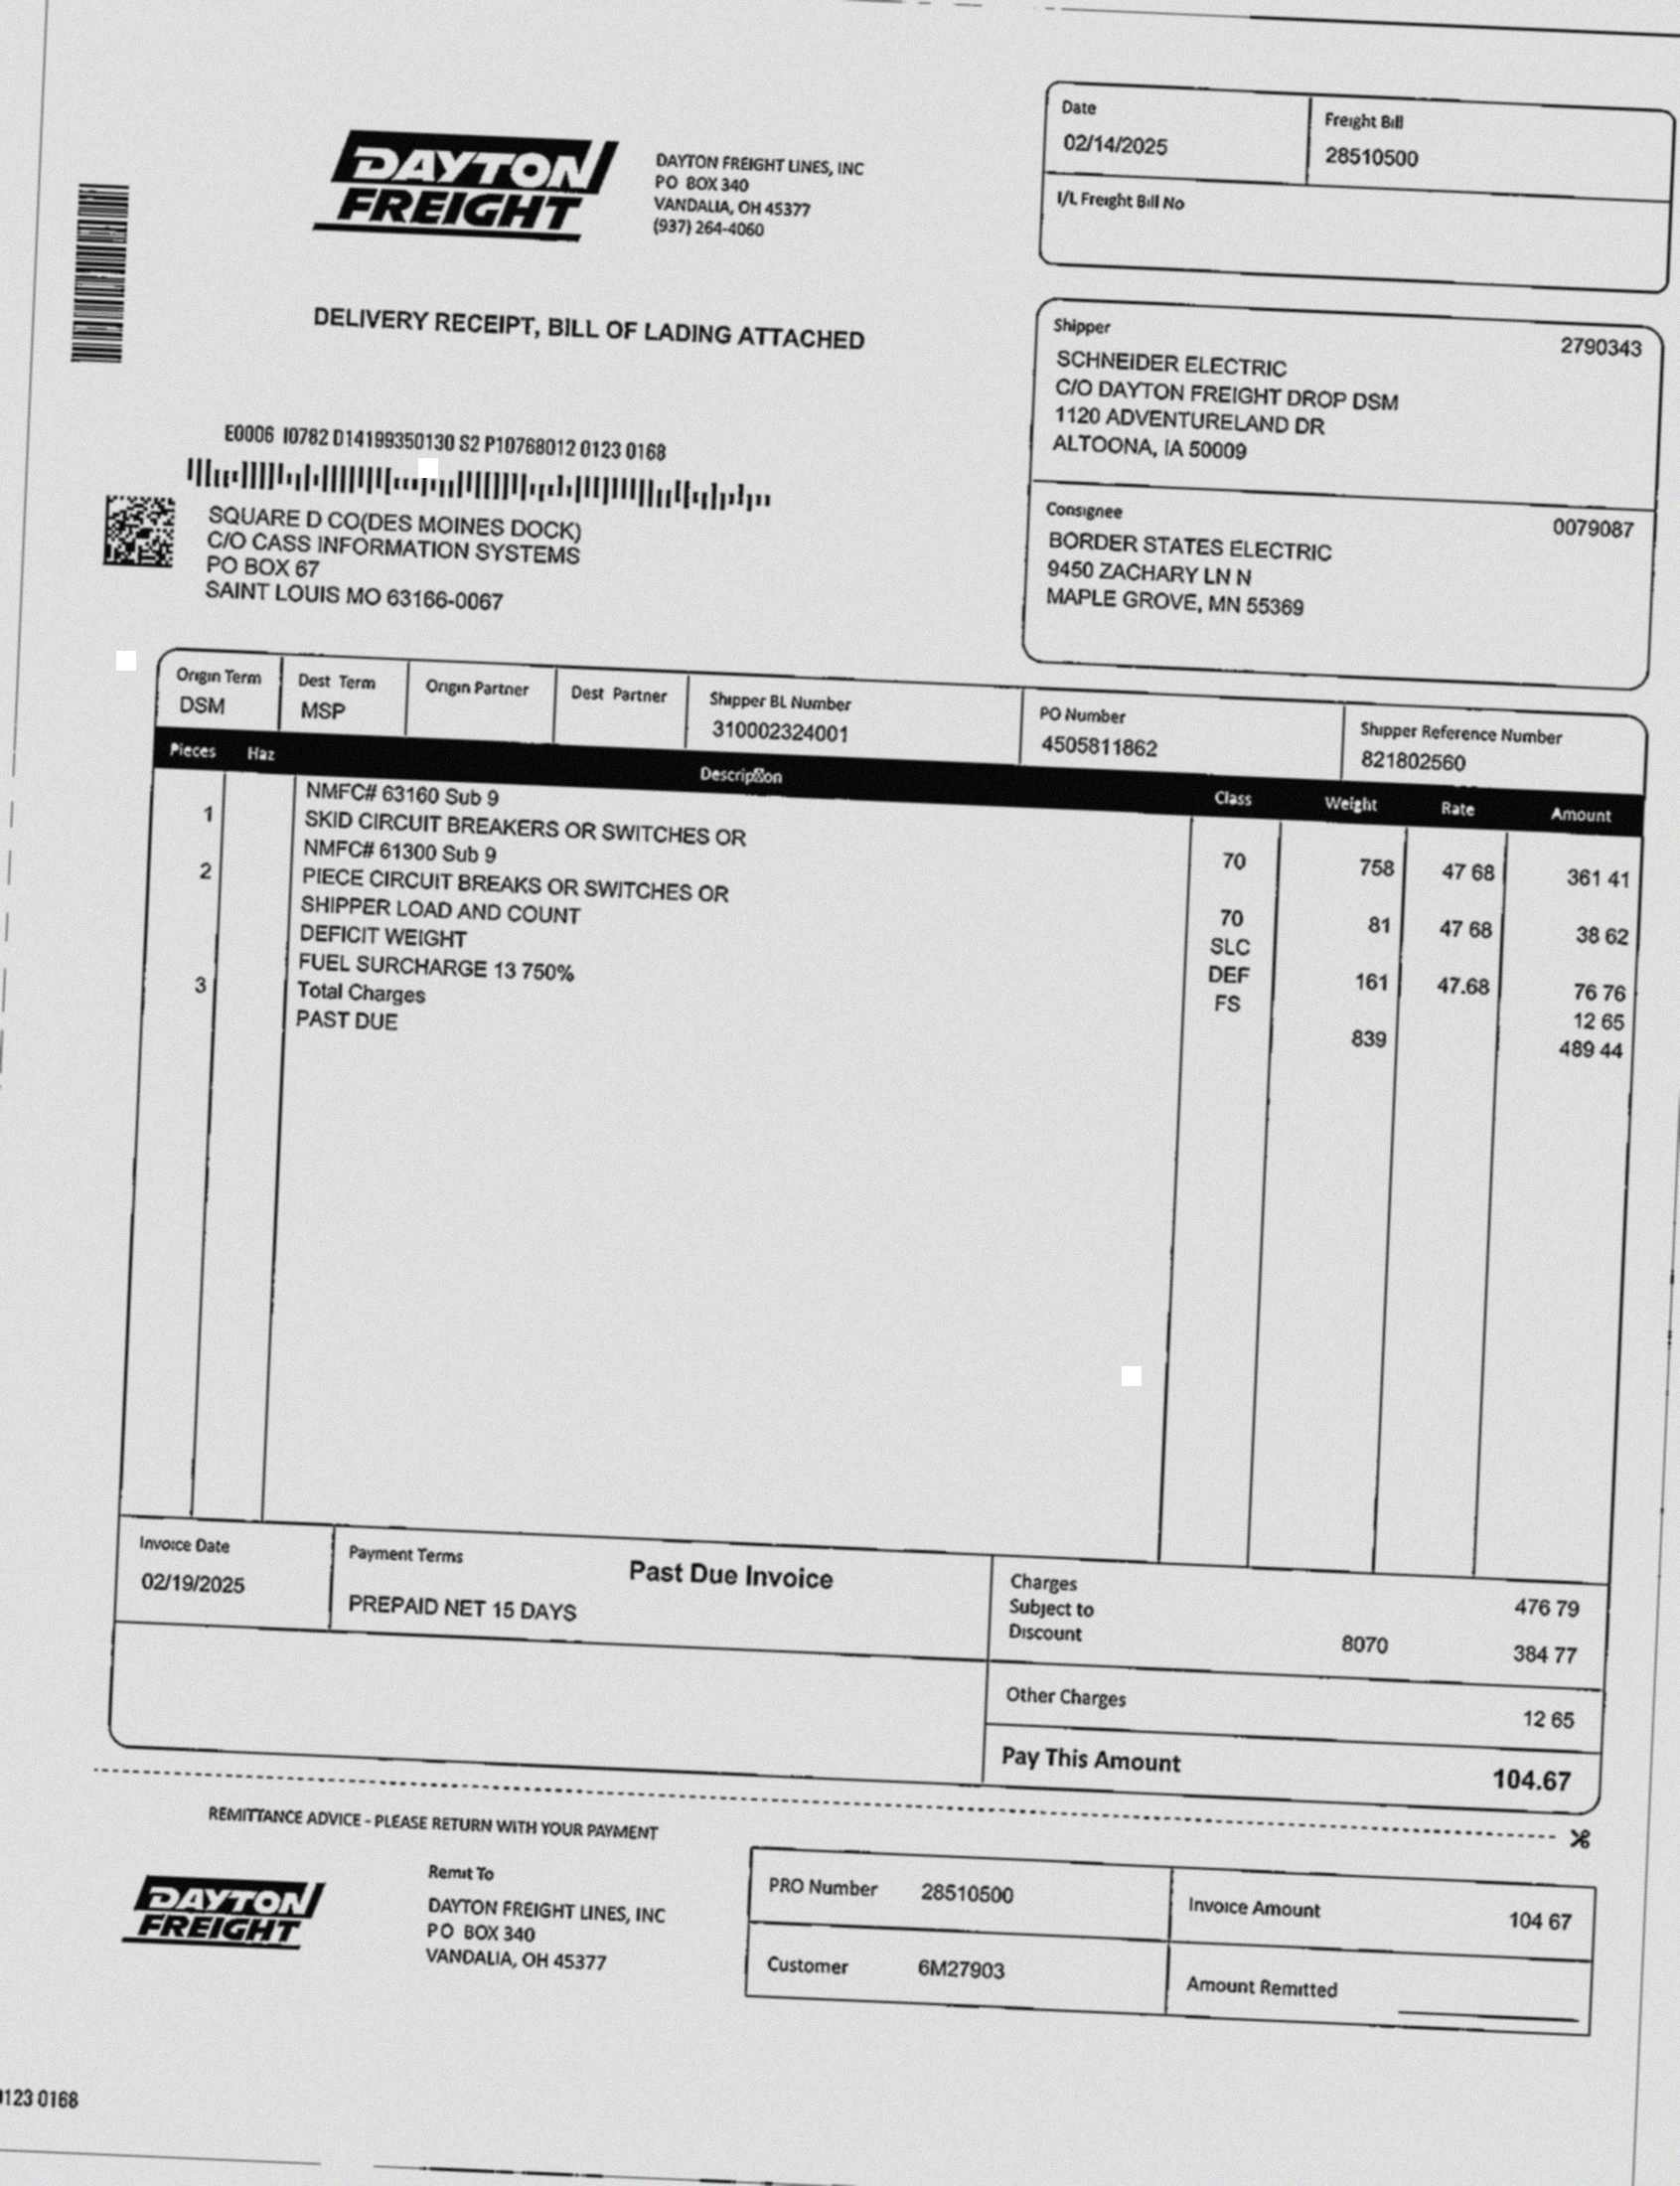 DAYTON
FREIGHT
DAYTON FREIGHT LINES, INC
PO BOX 340
VANDALIA, OH 45377
(937) 264-4060
Date
02/14/2025
Freight Bill
28510500
I/L Freight Bill No
DELIVERY RECEIPT, BILL OF LADING ATTACHED
Shipper
2790343
SCHNEIDER ELECTRIC
C/O DAYTON FREIGHT DROP DSM
1120 ADVENTURELAND DR
ALTOONA, IA 50009
Consignee
0079087
BORDER STATES ELECTRIC
9450 ZACHARY LN N
MAPLE GROVE, MN 55369
E0006 I0782 D14199350130 S2 P10768012 0123 0168
SQUARE D CO(DES MOINES DOCK)
C/O CASS INFORMATION SYSTEMS
PO BOX 67
SAINT LOUIS MO 63166-0067
Origin Term
DSM
Dest Term
MSP
Origin Partner
Dest Partner
Shipper BL Number
310002324001
PO Number
4505811862
Shipper Reference Number
821802560
Pieces Haz Description Class Weight Rate Amount
NMFC# 63160 Sub 9
1 SKID CIRCUIT BREAKERS OR SWITCHES OR 70 758 47 68 361 41
NMFC# 61300 Sub 9
2 PIECE CIRCUIT BREAKS OR SWITCHES OR 70 81 47 68 38 62
SHIPPER LOAD AND COUNT SLC
DEFICIT WEIGHT DEF 161 47.68 76 76
FUEL SURCHARGE 13 750% FS 12 65
3 Total Charges 839 489 44
PAST DUE
Invoice Date
02/19/2025
Payment Terms
PREPAID NET 15 DAYS
Past Due Invoice
Charges
Subject to
Discount
476 79
8070 384 77
Other Charges 12 65
Pay This Amount 104.67
REMITTANCE ADVICE - PLEASE RETURN WITH YOUR PAYMENT
DAYTON
FREIGHT
Remit To
DAYTON FREIGHT LINES, INC
PO BOX 340
VANDALIA, OH 45377
PRO Number 28510500
Invoice Amount 104 67
Customer 6M27903
Amount Remitted
0123 0168